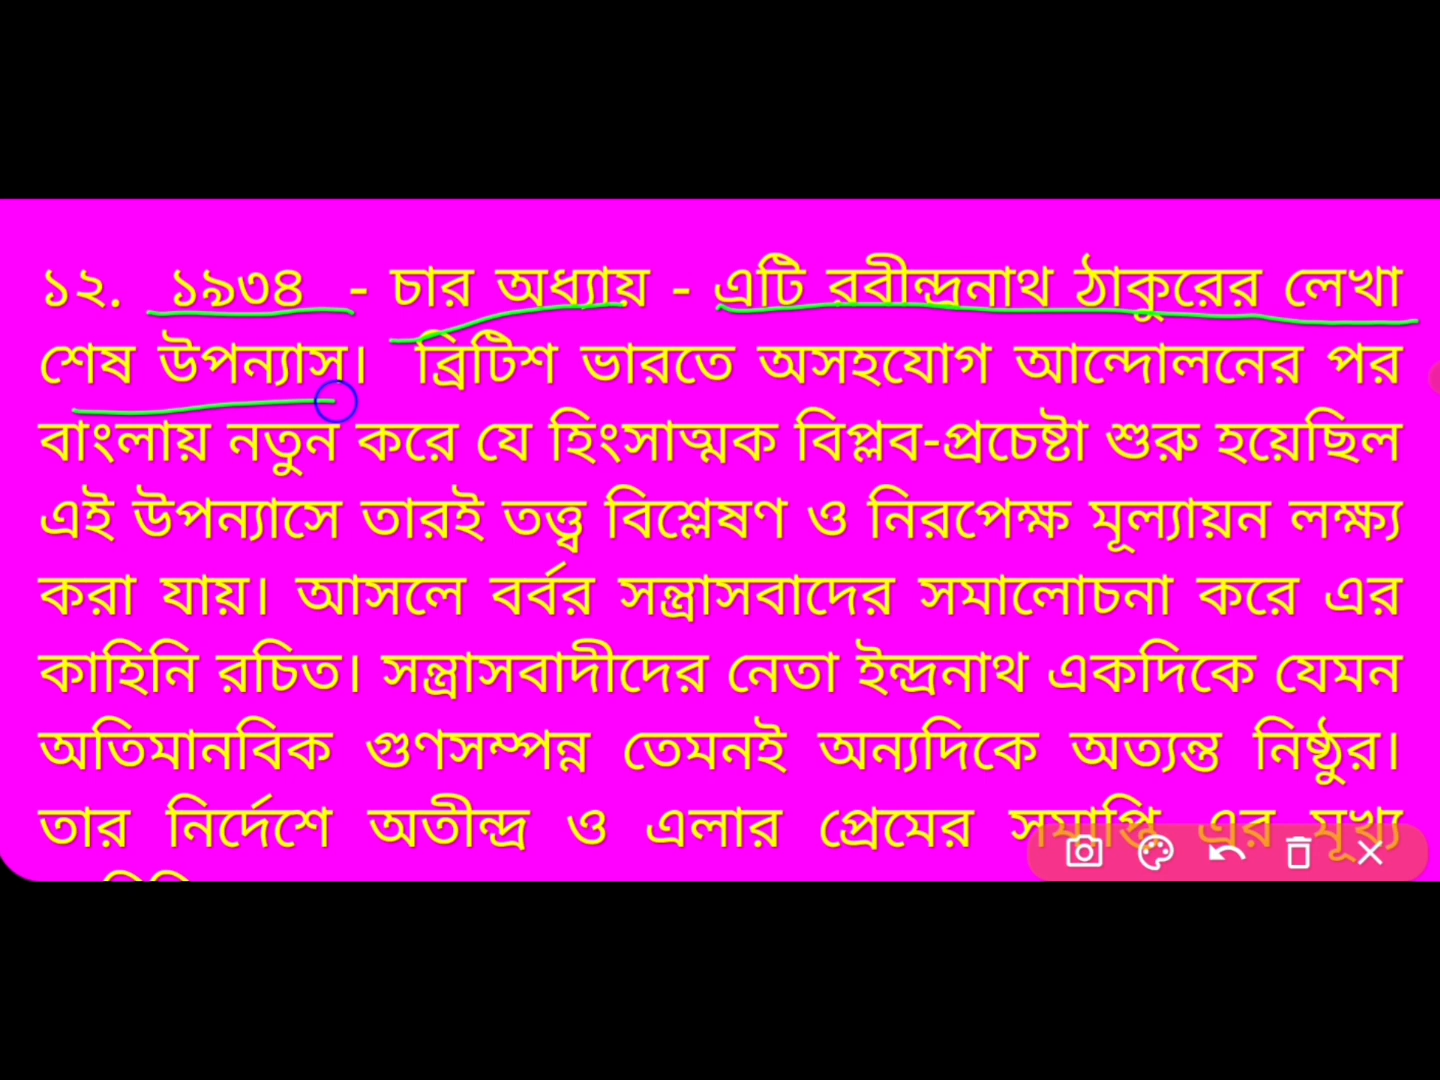 ১২. ১৯৩৪ - চার অধ্যায় - এটি রবীন্দ্রনাথ ঠাকুরের লেখা
শেষ উপন্যাস। ব্রিটিশ ভারতে অসহযোগ আন্দোলনের পর
বাংলায় নতুন করে যে হিংসাত্মক বিপ্লব-প্রচেষ্টা শুরু হয়েছিল
এই উপন্যাসে তারই তত্ত্ব বিশ্লেষণ ও নিরপেক্ষ মূল্যায়ন লক্ষ্য
করা যায়। আসলে বর্বর সন্ত্রাসবাদের সমালোচনা করে এর
কাহিনি রচিত। সন্ত্রাসবাদীদের নেতা ইন্দ্রনাথ একদিকে যেমন
অতিমানবিক গুণসম্পন্ন তেমনই অন্যদিকে অত্যন্ত নিষ্ঠুর।
তার নির্দেশে অতীন্দ্র ও এলার প্রেমের সমাপ্তি এর মূখ্য